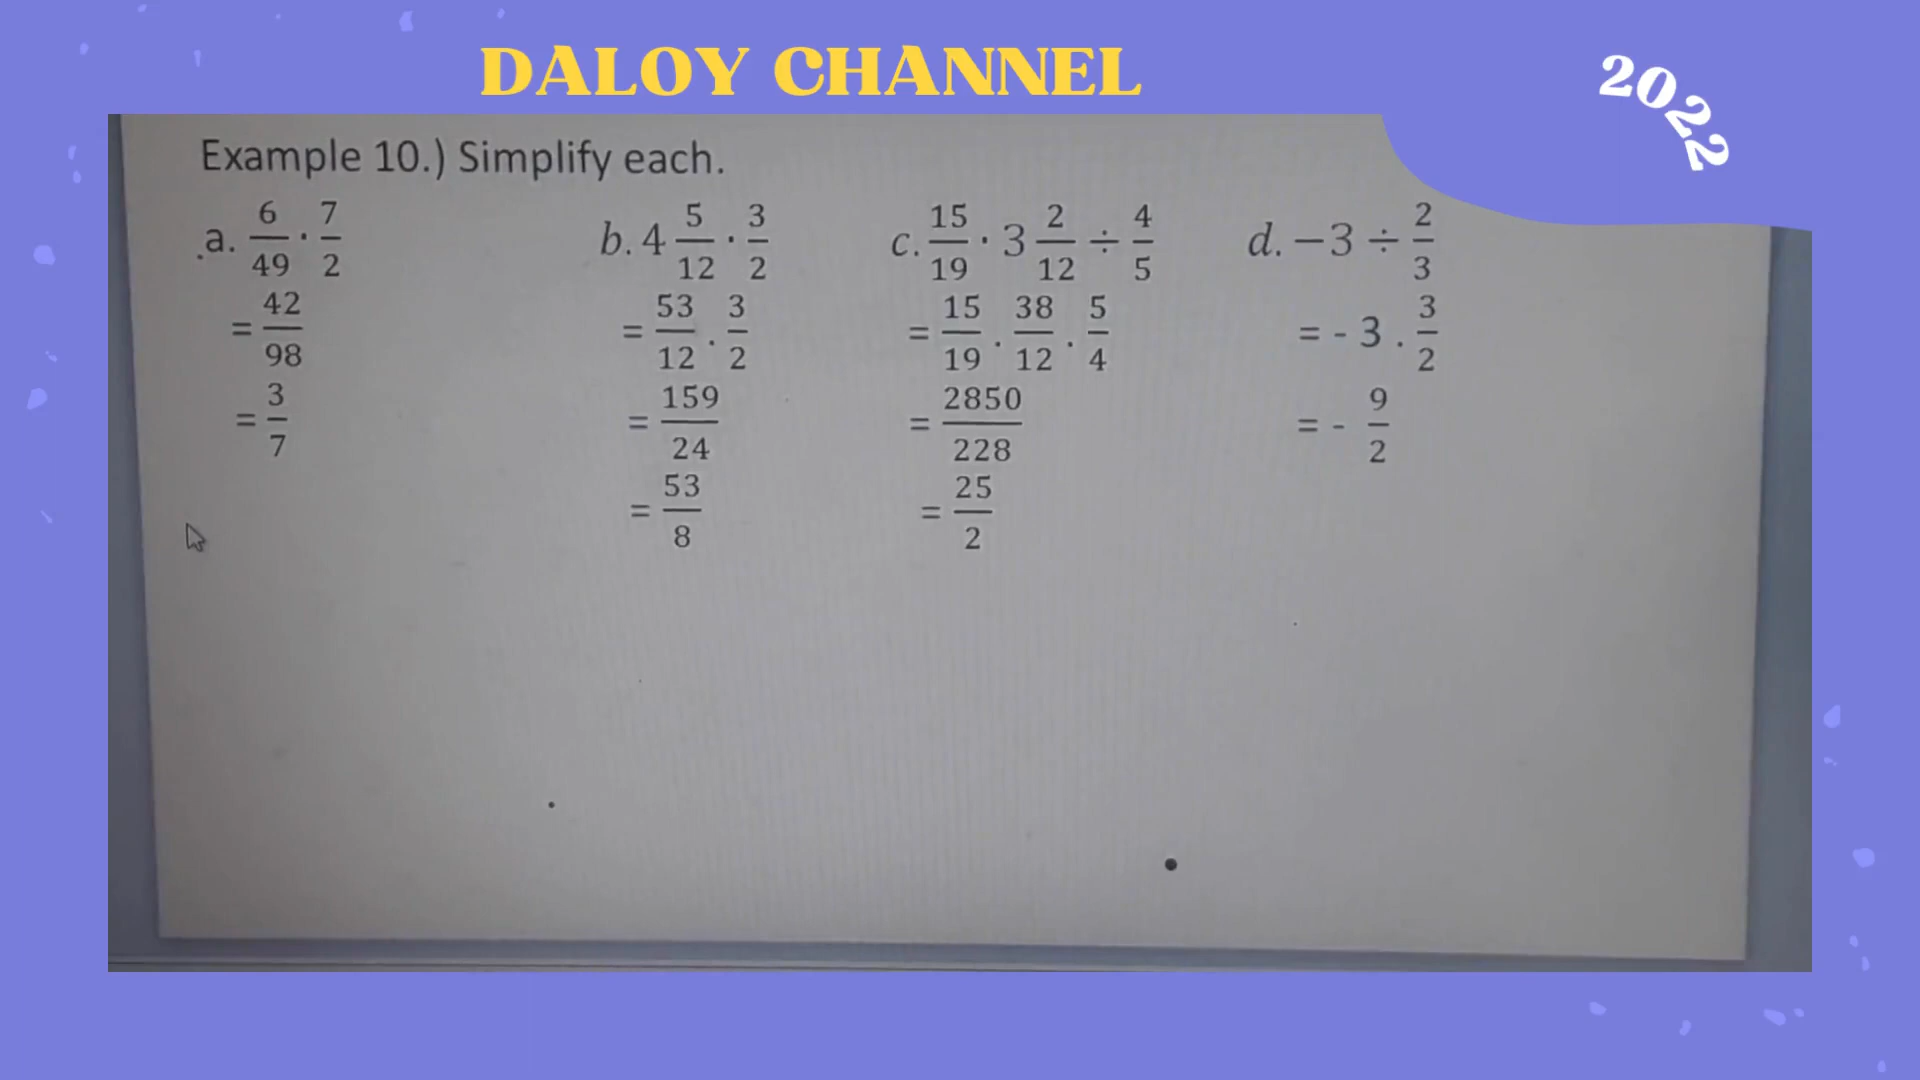 DALOY CHANNEL
2022
Example 10.) Simplify each.
a. 6/49 · 7/2
= 42/98
= 3/7
b. 4 5/12 · 3/2
= 53/12 . 3/2
= 159/24
= 53/8
c. 15/19 · 3 2/12 ÷ 4/5
= 15/19 . 38/12 . 5/4
= 2850/228
= 25/2
d. −3 ÷ 2/3
= - 3 . 3/2
= - 9/2